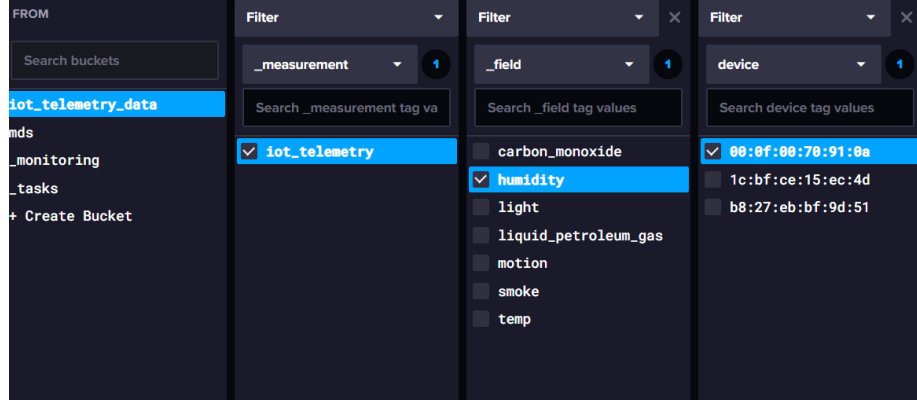 FROM
Search buckets
iot_telemetry_data
mds
_monitoring
_tasks
+ Create Bucket
Filter
_measurement 1
Search _measurement tag va
iot_telemetry
Filter
_field 1
Search _field tag values
carbon_monoxide
humidity
light
liquid_petroleum_gas
motion
smoke
temp
Filter
device 1
Search device tag values
00:0f:00:70:91:0a
1c:bf:ce:15:ec:4d
b8:27:eb:bf:9d:51